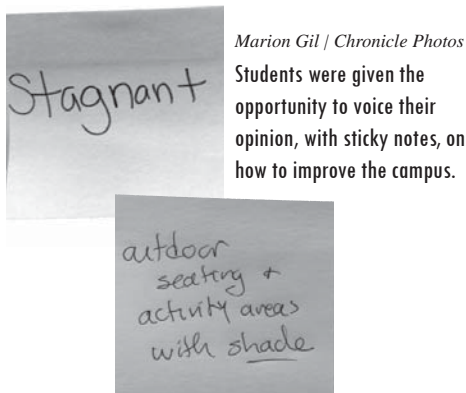 Stagnant
Marion Gil / Chronicle Photos
Students were given the
opportunity to voice their
opinion, with sticky notes, on
how to improve the campus.
outdoor
seating +
activity areas
with shade